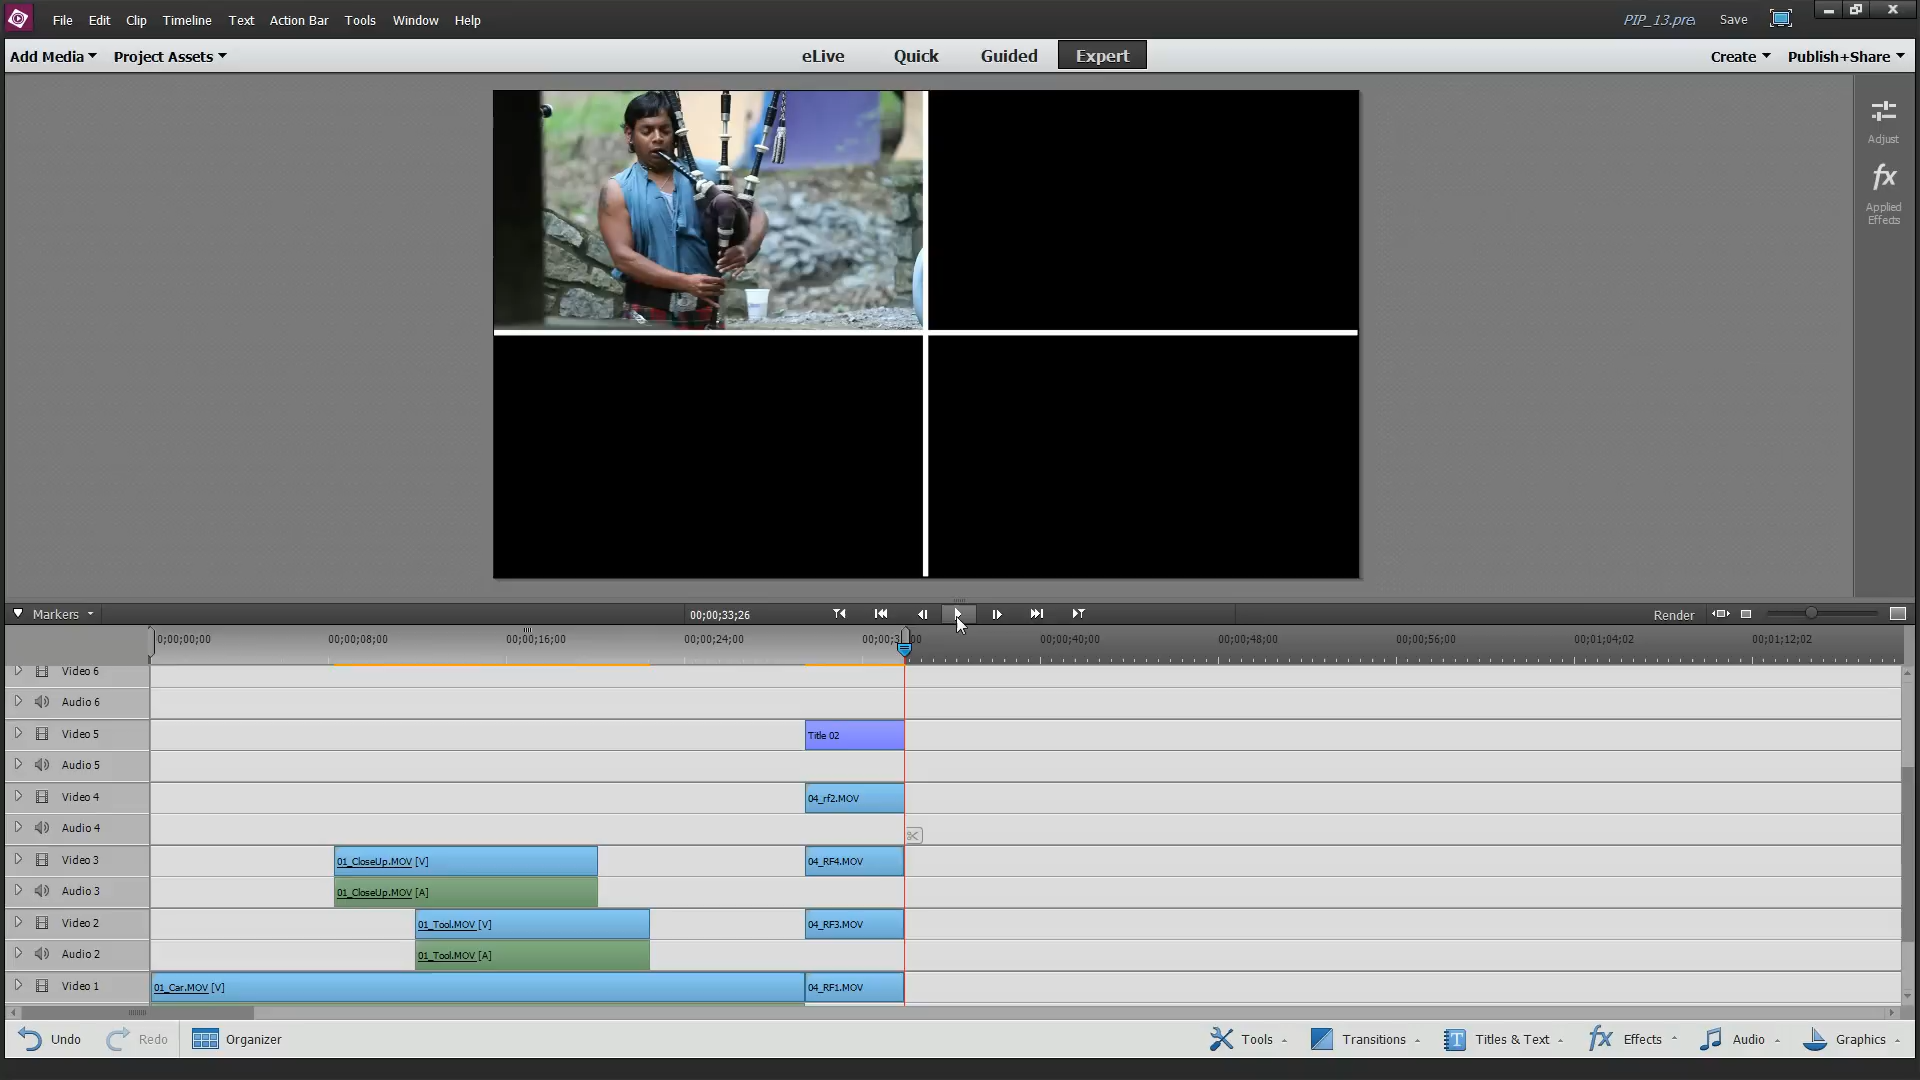 File Edit Clip Timeline Text Action Bar Tools Window Help PIP_13.pre Save
Add Media Project Assets eLive Quick Guided Expert Create Publish+Share
Adjust
fx
Applied
Effects
Markers 00;00;33;26 Render
0;00;00;00 00;00;08;00 00;00;16;00 00;00;24;00 00;00;3 00 00;00;40;00 00;00;48;00 00;00;56;00 00;01;04;02 00;01;12;02
Video 6
Audio 6
Video 5 Title 02
Audio 5
Video 4 04_rf2.MOV
Audio 4
Video 3 01_CloseUp.MOV [V] 04_RF4.MOV
Audio 3 01_CloseUp.MOV [A]
Video 2 01_Tool.MOV [V] 04_RF3.MOV
Audio 2 01_Tool.MOV [A]
Video 1 01_Car.MOV [V] 04_RF1.MOV
Undo Redo Organizer Tools Transitions T Titles & Text fx Effects Audio Graphics